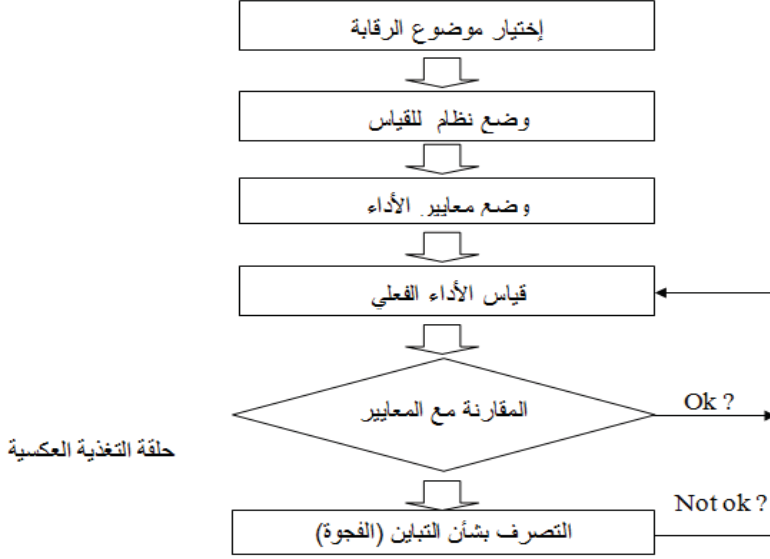 إختيار موضوع الرقابة
وضع نظام للقياس
وضع معايير الأداء
قياس الأداء الفعلي
المقارنة مع المعايير
Ok ?
حلقة التغذية العكسية
Not ok ?
التصرف بشأن التباين (الفجوة)